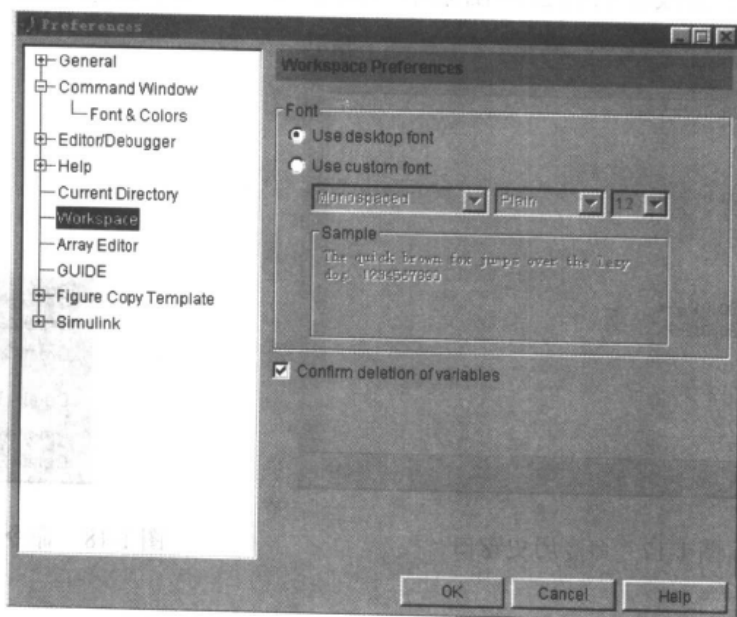 Preferences
General
Command Window
Font & Colors
Editor/Debugger
Help
Current Directory
Workspace
Array Editor
GUIDE
Figure Copy Template
Simulink
Workspace Preferences
Font
Use desktop font
Use custom font:
Monospaced Plain 12
Sample
The quick brown fox jumps over the lazy
dog. 1234567890
Confirm deletion of variables
OK Cancel Help